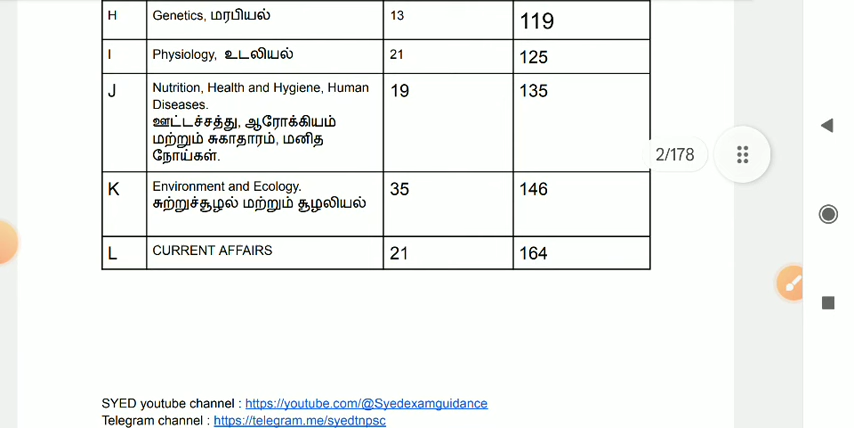 H Genetics, மரபியல் 13 119
I Physiology, உடலியல் 21 125
J Nutrition, Health and Hygiene, Human 19 135
Diseases.
ஊட்டச்சத்து, ஆரோக்கியம்
மற்றும் சுகாதாரம், மனித
நோய்கள்.
2/178
K Environment and Ecology. 35 146
சுற்றுச்சூழல் மற்றும் சூழலியல்
L CURRENT AFFAIRS 21 164
SYED youtube channel : https://youtube.com/@Syedexamguidance
Telegram channel : https://telegram.me/syedtnpsc